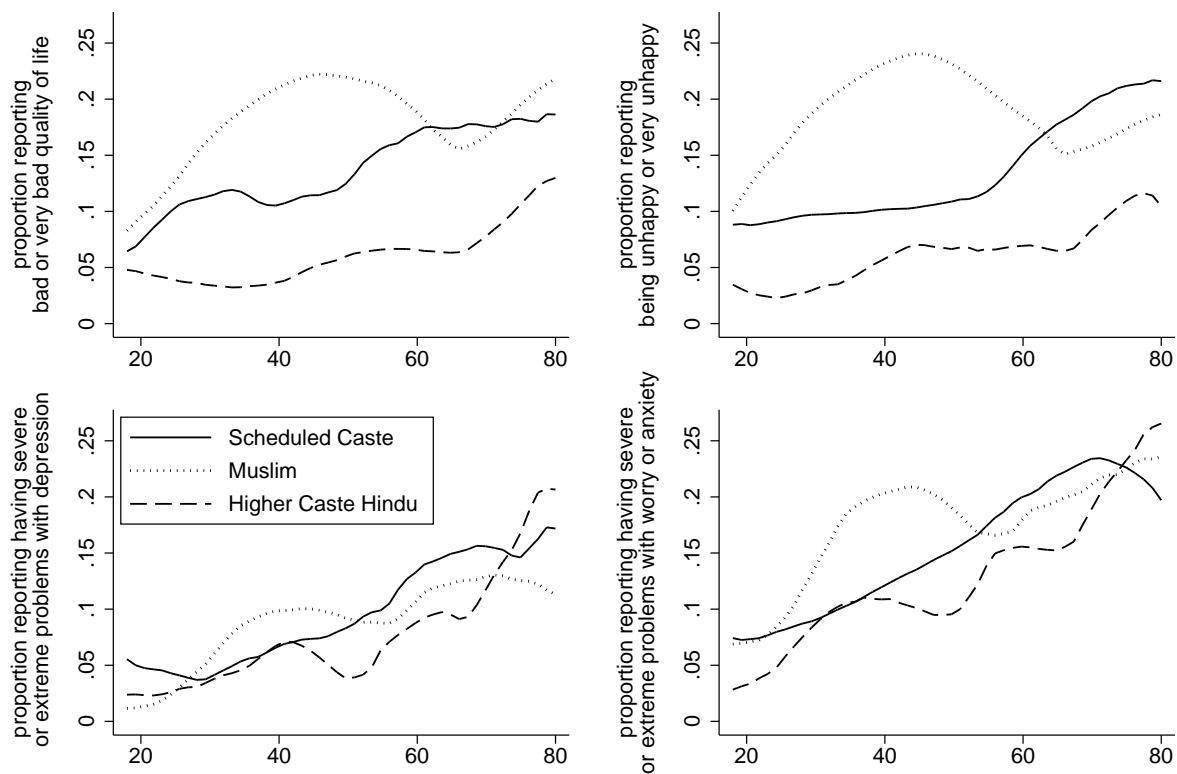 proportion reporting
bad or very bad quality of life
.25
.2
.15
.1
.05
0
20 40 60 80
proportion reporting
being unhappy or very unhappy
.25
.2
.15
.1
.05
0
20 40 60 80
proportion reporting having severe
or extreme problems with depression
.25
.2
.15
.1
.05
0
Scheduled Caste
Muslim
Higher Caste Hindu
20 40 60 80
proportion reporting having severe
or extreme problems with worry or anxiety
.25
.2
.15
.1
.05
0
20 40 60 80